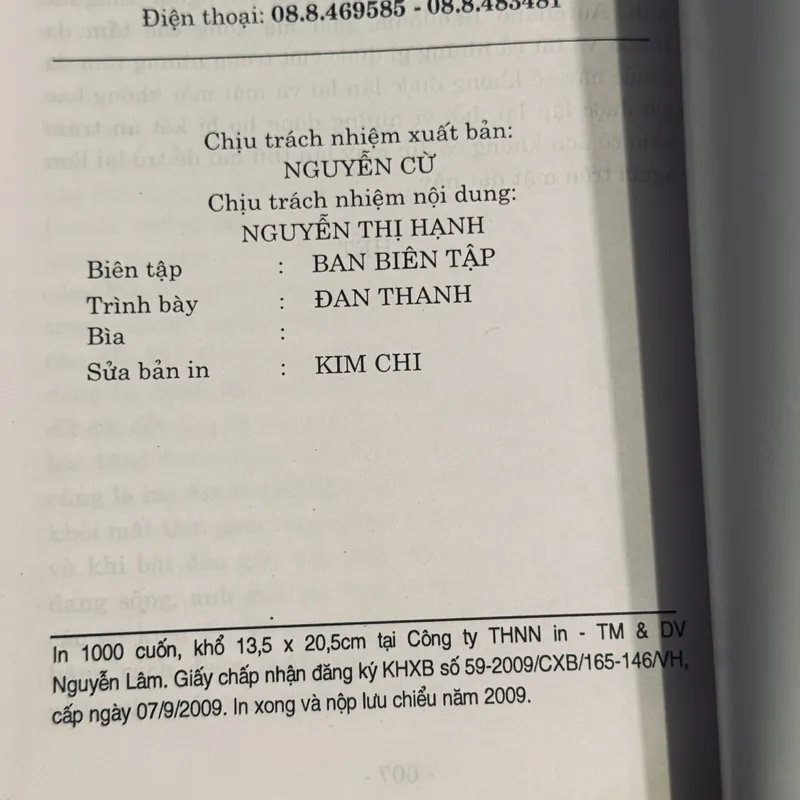 Điện thoại: 08.8.469585 - 08.8.483481
Chịu trách nhiệm xuất bản:
NGUYỄN CỪ
Chịu trách nhiệm nội dung:
NGUYỄN THỊ HẠNH
Biên tập : BAN BIÊN TẬP
Trình bày : ĐAN THANH
Bìa :
Sửa bản in : KIM CHI
In 1000 cuốn, khổ 13,5 x 20,5cm tại Công ty THNN in - TM & DV
Nguyễn Lâm. Giấy chấp nhận đăng ký KHXB số 59-2009/CXB/165-146/VH,
cấp ngày 07/9/2009. In xong và nộp lưu chiểu năm 2009.